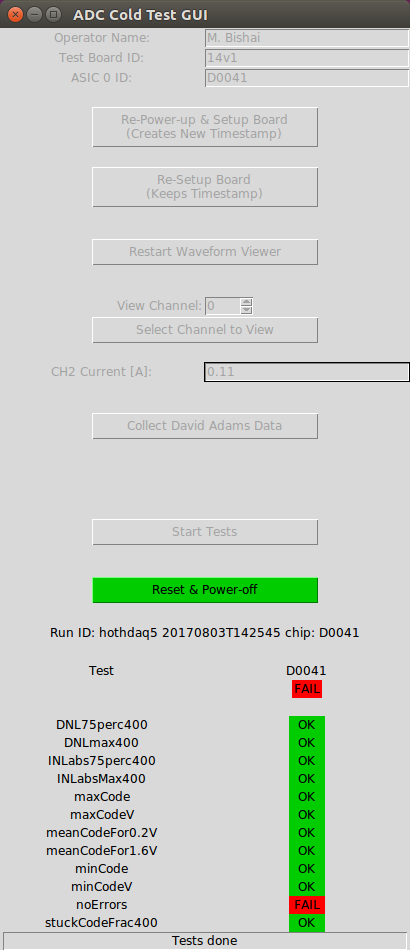 ADC Cold Test GUI
Operator Name: M. Bishai
Test Board ID: 14v1
ASIC 0 ID: D0041
Re-Power-up & Setup Board
(Creates New Timestamp)
Re-Setup Board
(Keeps Timestamp)
Restart Waveform Viewer
View Channel: 0
Select Channel to View
CH2 Current [A]: 0.11
Collect David Adams Data
Start Tests
Reset & Power-off
Run ID: hothdaq5 20170803T142545 chip: D0041
Test D0041
FAIL
DNL75perc400 OK
DNLmax400 OK
INLabs75perc400 OK
INLabsMax400 OK
maxCode OK
maxCodeV OK
meanCodeFor0.2V OK
meanCodeFor1.6V OK
minCode OK
minCodeV OK
noErrors FAIL
stuckCodeFrac400 OK
Tests done